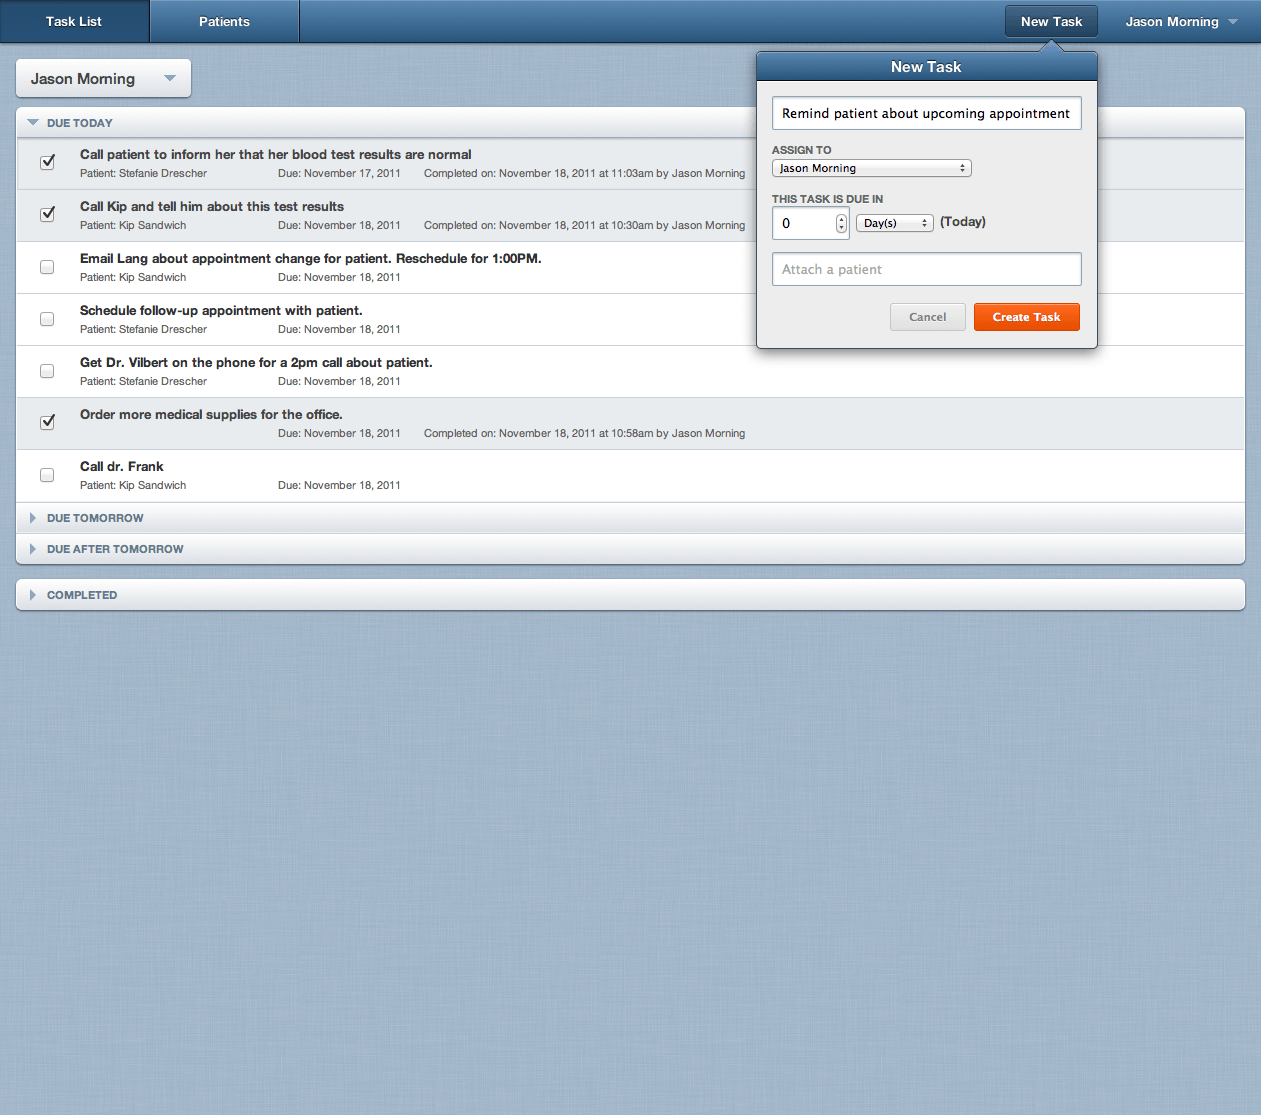 Task List
Patients
New Task
Jason Morning
Jason Morning
DUE TODAY
Call patient to inform her that her blood test results are normal
Patient: Stefanie Drescher Due: November 17, 2011 Completed on: November 18, 2011 at 11:03am by Jason Morning
Call Kip and tell him about this test results
Patient: Kip Sandwich Due: November 18, 2011 Completed on: November 18, 2011 at 10:30am by Jason Morning
Email Lang about appointment change for patient. Reschedule for 1:00PM.
Patient: Kip Sandwich Due: November 18, 2011
Schedule follow-up appointment with patient.
Patient: Stefanie Drescher Due: November 18, 2011
Get Dr. Vilbert on the phone for a 2pm call about patient.
Patient: Stefanie Drescher Due: November 18, 2011
Order more medical supplies for the office.
Due: November 18, 2011 Completed on: November 18, 2011 at 10:58am by Jason Morning
Call dr. Frank
Patient: Kip Sandwich Due: November 18, 2011
DUE TOMORROW
DUE AFTER TOMORROW
COMPLETED
New Task
Remind patient about upcoming appointment
ASSIGN TO
Jason Morning
THIS TASK IS DUE IN
0 Day(s) (Today)
Attach a patient
Cancel Create Task